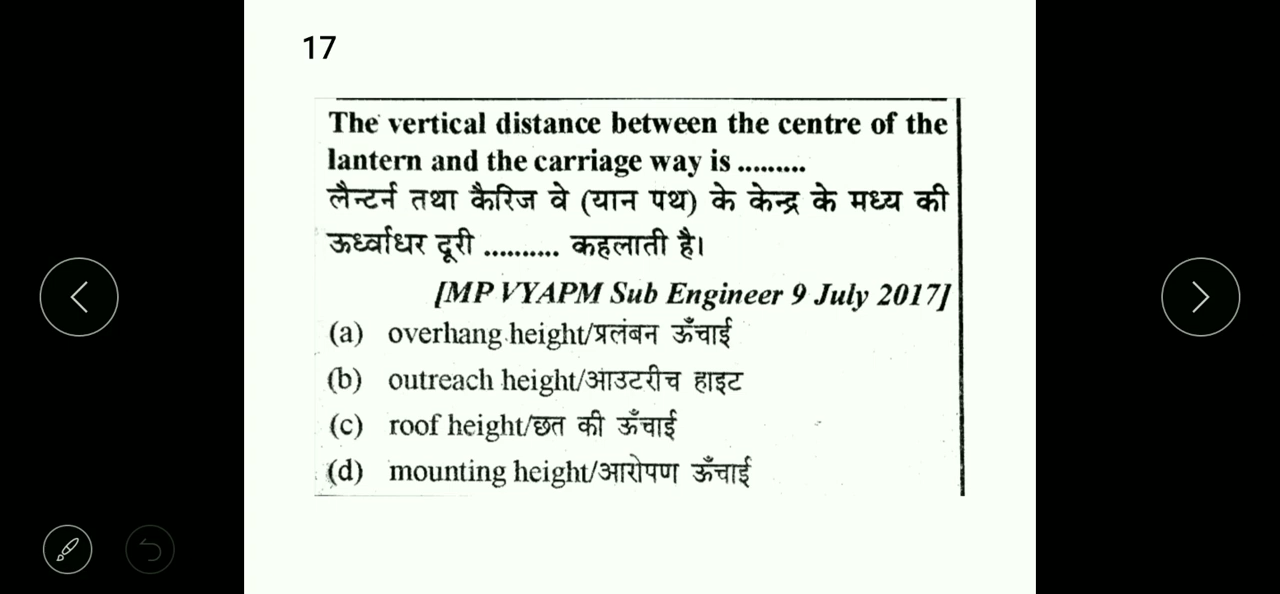 17
The vertical distance between the centre of the
lantern and the carriage way is .........
लैन्टर्न तथा कैरिज वे (यान पथ) के केन्द्र के मध्य की
ऊर्ध्वाधर दूरी .......... कहलाती है।
[MP VYAPM Sub Engineer 9 July 2017]
(a) overhang height/प्रलंबन ऊँचाई
(b) outreach height/आउटरीच हाइट
(c) roof height/छत की ऊँचाई
(d) mounting height/आरोपण ऊँचाई